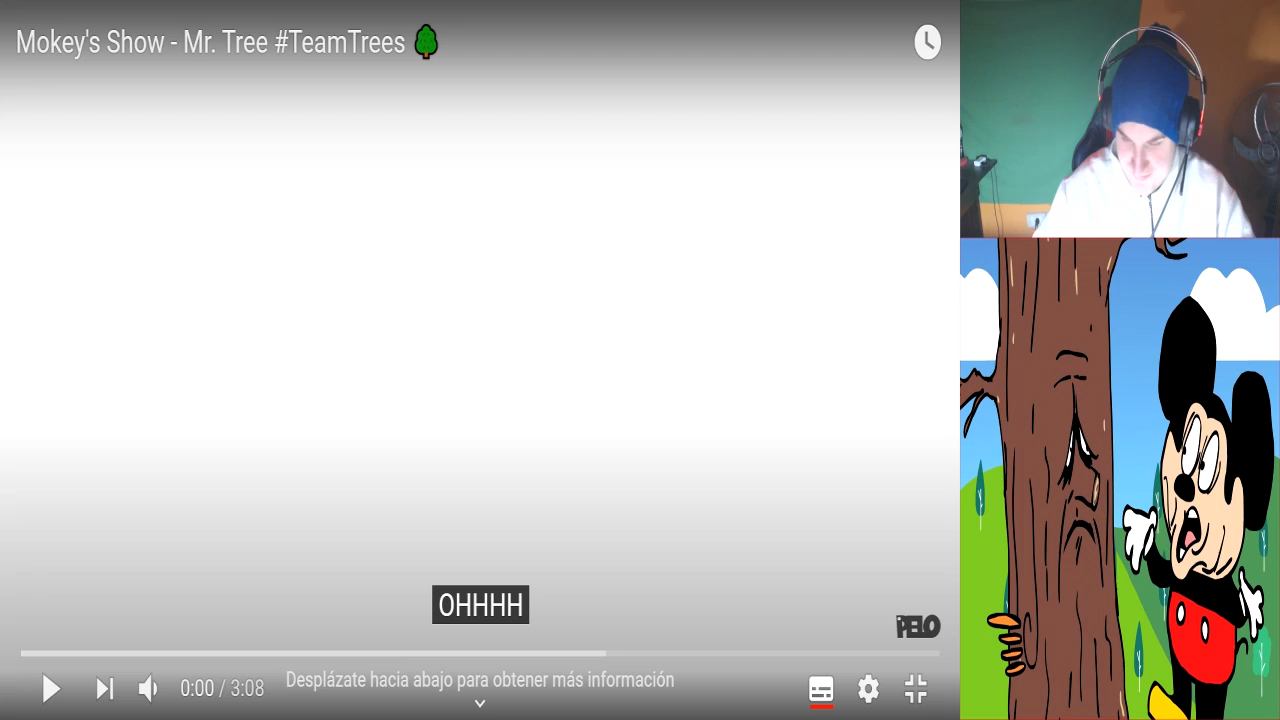 Mokey's Show - Mr. Tree #TeamTrees
OHHHH
PELO
0:00 / 3:08
Desplázate hacia abajo para obtener más información